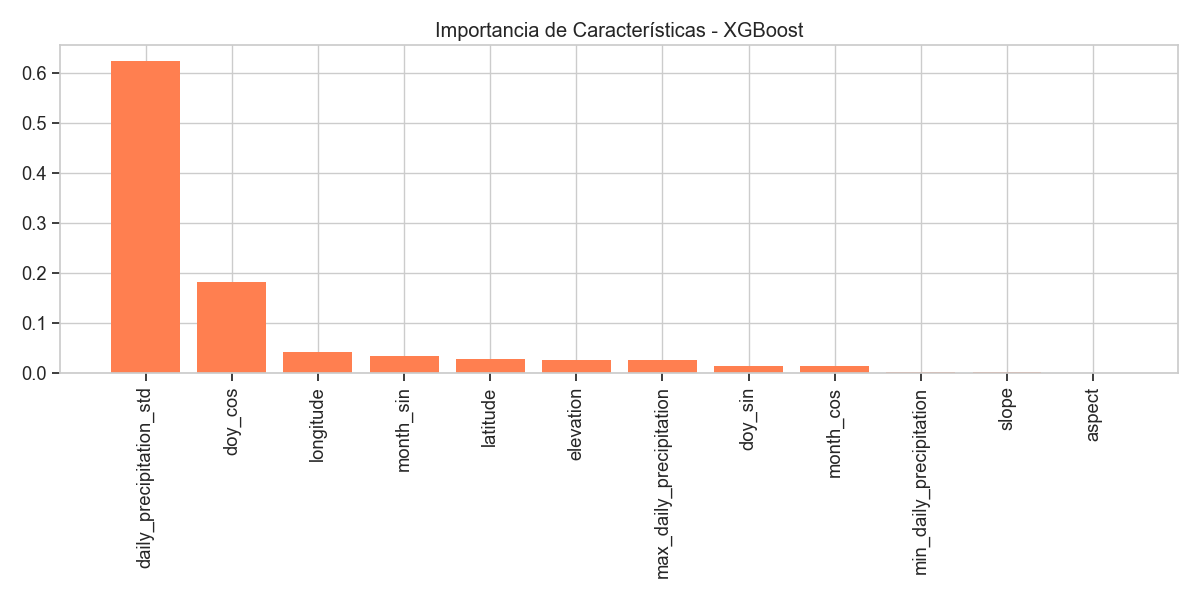 Importancia de Características - XGBoost
0.6
0.5
0.4
0.3
0.2
0.1
0.0
daily_precipitation_std
doy_cos
longitude
month_sin
latitude
elevation
max_daily_precipitation
doy_sin
month_cos
min_daily_precipitation
slope
aspect